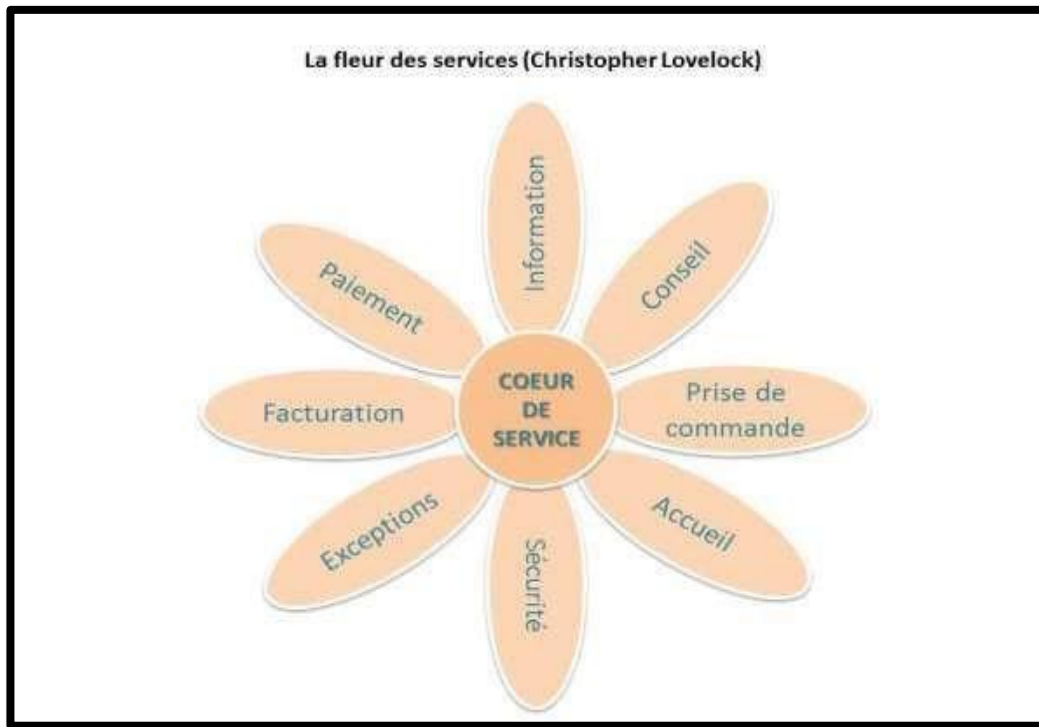 La fleur des services (Christopher Lovelock)
Information
Conseil
Prise de
commande
Accueil
Sécurité
Exceptions
Facturation
Paiement
COEUR
DE
SERVICE